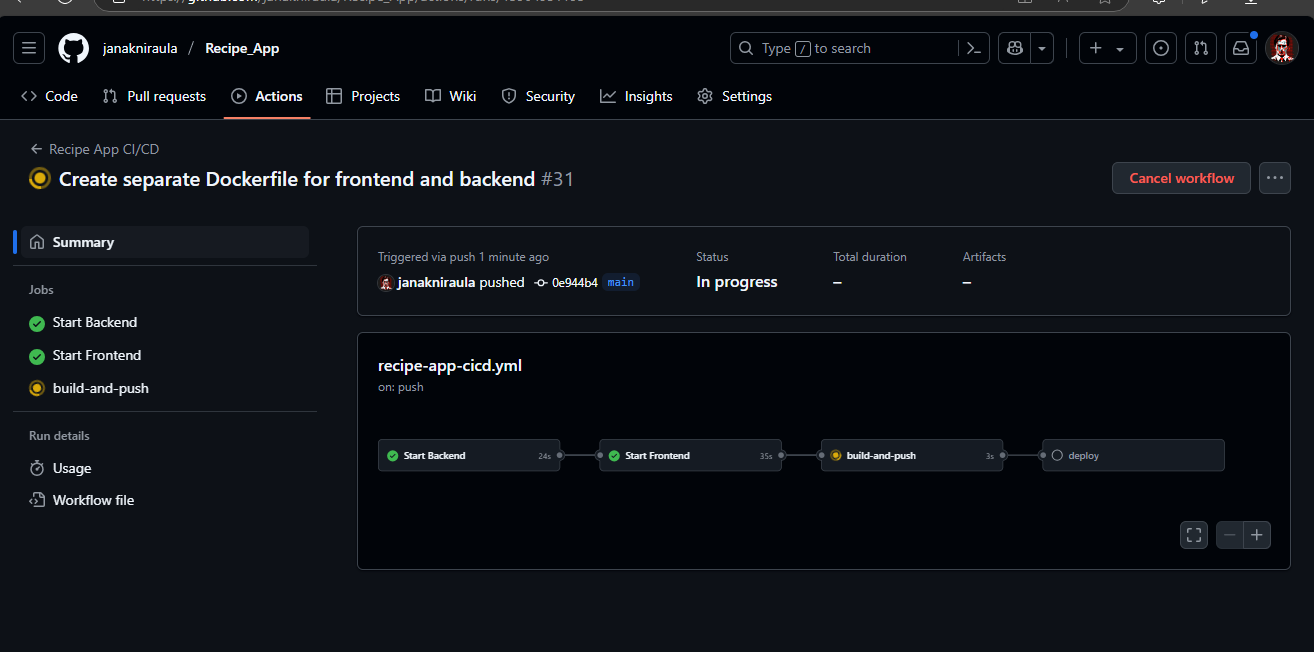 janakniraula / Recipe_App
Type / to search
Code
Pull requests
Actions
Projects
Wiki
Security
Insights
Settings
Recipe App CI/CD
Create separate Dockerfile for frontend and backend #31
Cancel workflow
Summary
Jobs
Start Backend
Start Frontend
build-and-push
Run details
Usage
Workflow file
Triggered via push 1 minute ago
janakniraula pushed 0e944b4 main
Status
In progress
Total duration
–
Artifacts
–
recipe-app-cicd.yml
on: push
Start Backend 24s
Start Frontend 35s
build-and-push 3s
deploy